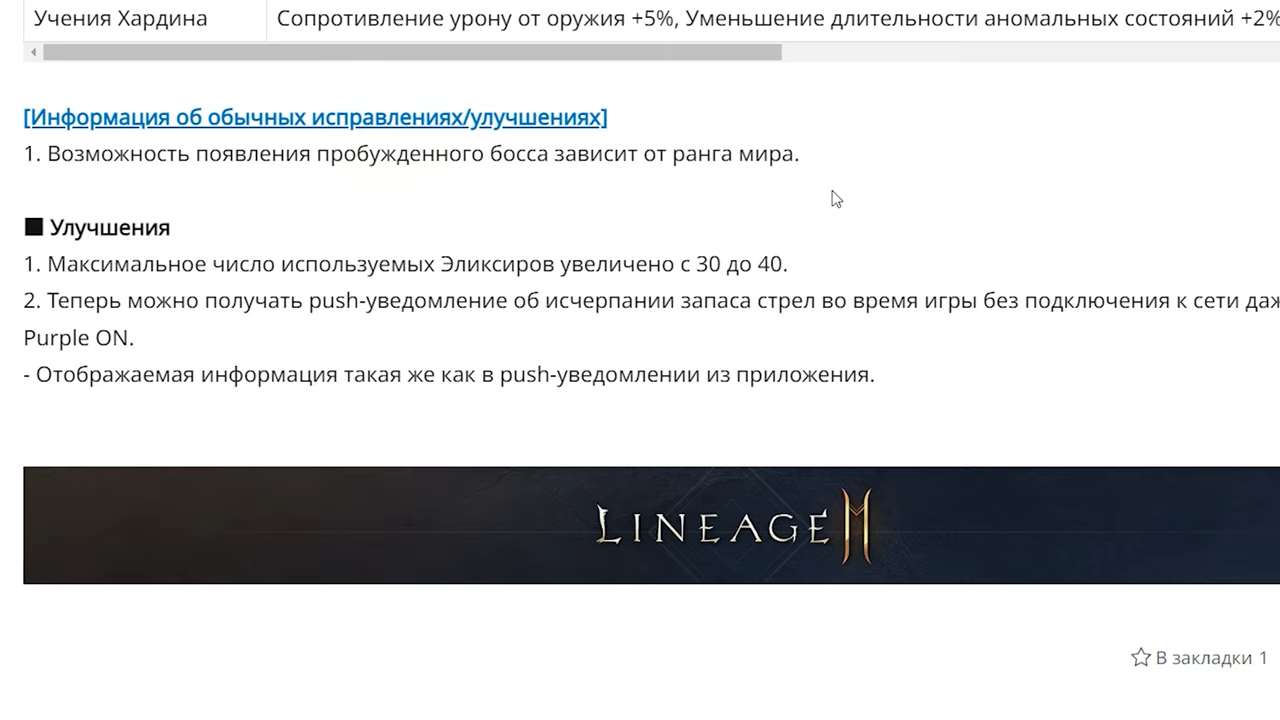 Учения Хардина
Сопротивление урону от оружия +5%, Уменьшение длительности аномальных состояний +2%
[Информация об обычных исправлениях/улучшениях]
1. Возможность появления пробужденного босса зависит от ранга мира.
■ Улучшения
1. Максимальное число используемых Эликсиров увеличено с 30 до 40.
2. Теперь можно получать push-уведомление об исчерпании запаса стрел во время игры без подключения к сети
Purple ON.
- Отображаемая информация такая же как в push-уведомлении из приложения.
LINEAGE M
В закладки 1